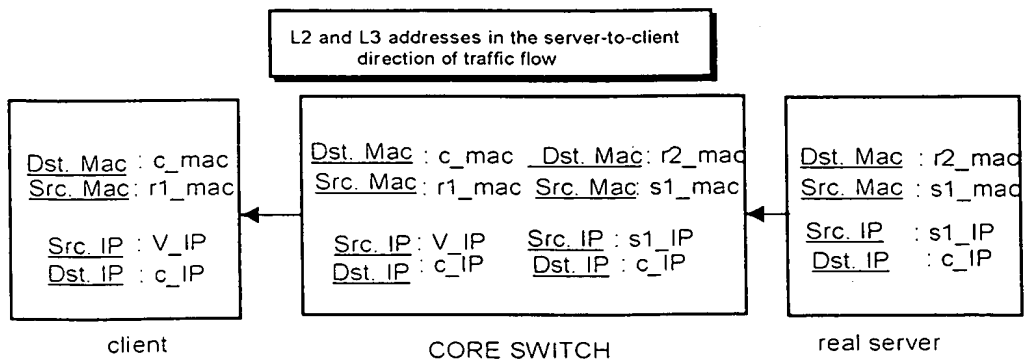 L2 and L3 addresses in the server-to-client
direction of traffic flow
Dst. Mac : c_mac
Src. Mac : r1_mac
Src. IP : V_IP
Dst. IP : c_IP
client
Dst. Mac : c_mac Dst. Mac : r2_mac
Src. Mac : r1_mac Src. Mac : s1_mac
Src. IP : V_IP Src. IP : s1_IP
Dst. IP : c_IP Dst. IP : c_IP
CORE SWITCH
Dst. Mac : r2_mac
Src. Mac : s1_mac
Src. IP : s1_IP
Dst. IP : c_IP
real server